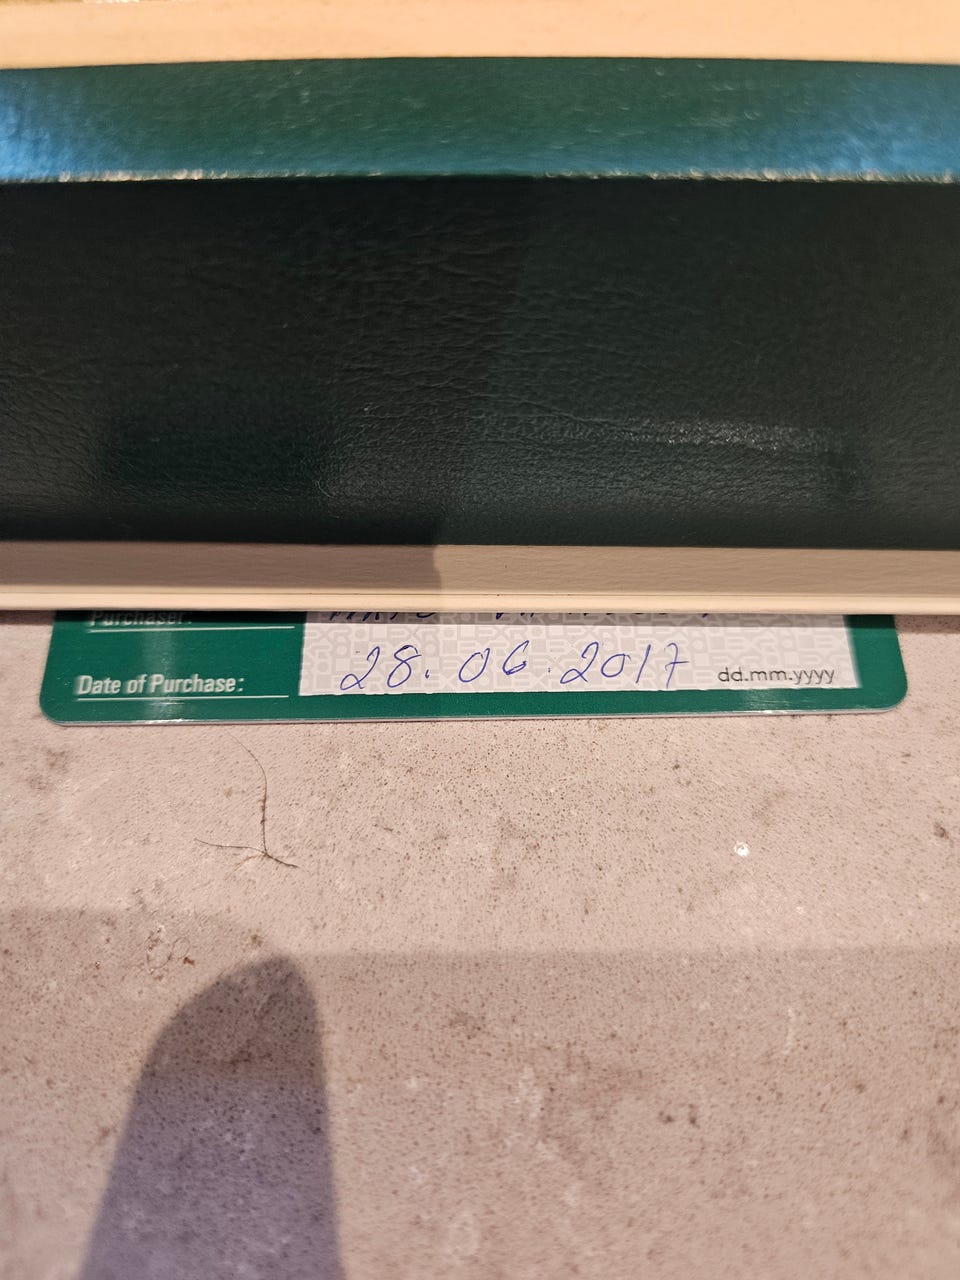 Purchaser:
Date of Purchase: 28.06.2017 dd.mm.yyyy